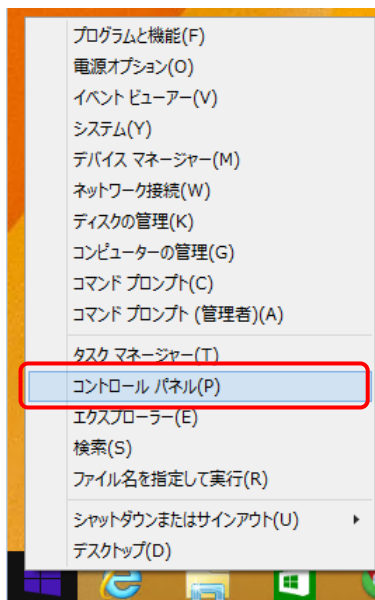 プログラムと機能(F)
電源オプション(O)
イベント ビューアー(V)
システム(Y)
デバイス マネージャー(M)
ネットワーク接続(W)
ディスクの管理(K)
コンピューターの管理(G)
コマンド プロンプト(C)
コマンド プロンプト (管理者)(A)
タスク マネージャー(T)
コントロール パネル(P)
エクスプローラー(E)
検索(S)
ファイル名を指定して実行(R)
シャットダウンまたはサインアウト(U)
デスクトップ(D)